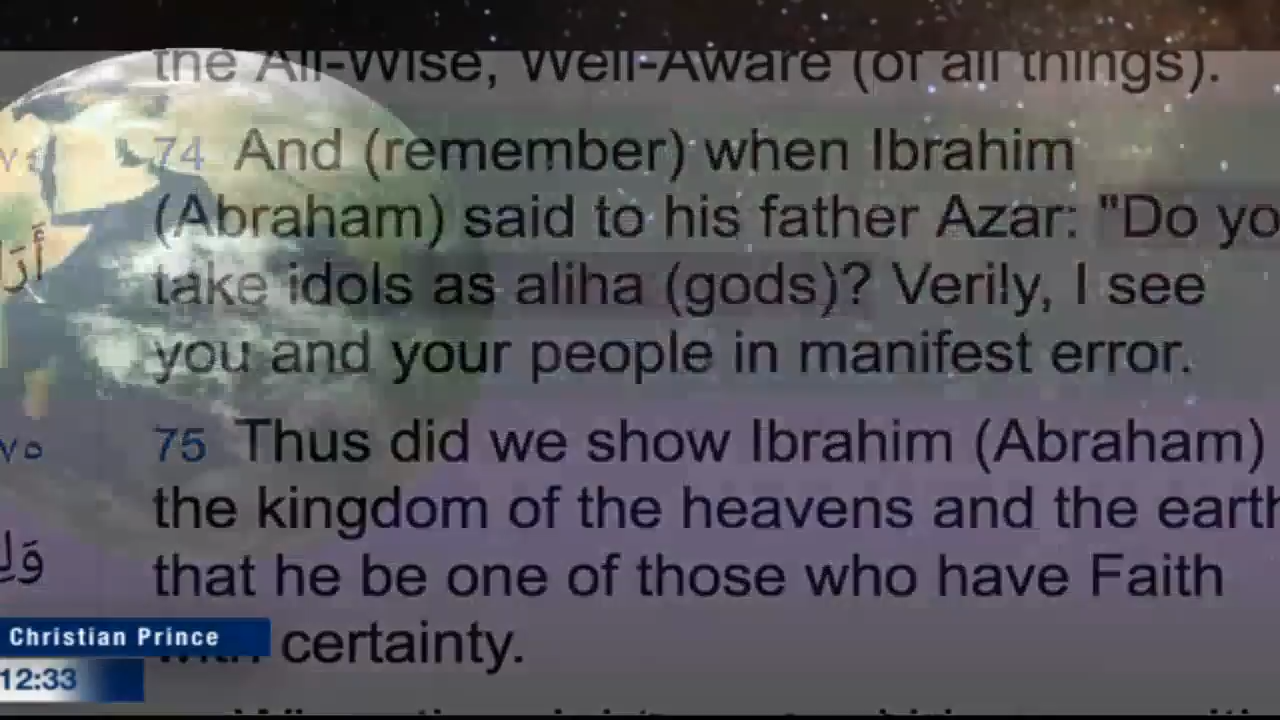 the All-Wise, Well-Aware (of all things).
74 And (remember) when Ibrahim
(Abraham) said to his father Azar: "Do yo
take idols as aliha (gods)? Verily, I see
you and your people in manifest error.
75 Thus did we show Ibrahim (Abraham)
the kingdom of the heavens and the earth
that he be one of those who have Faith
with certainty.
٧٤
أَرَا
٧٥
وَلِ
Christian Prince
12:33